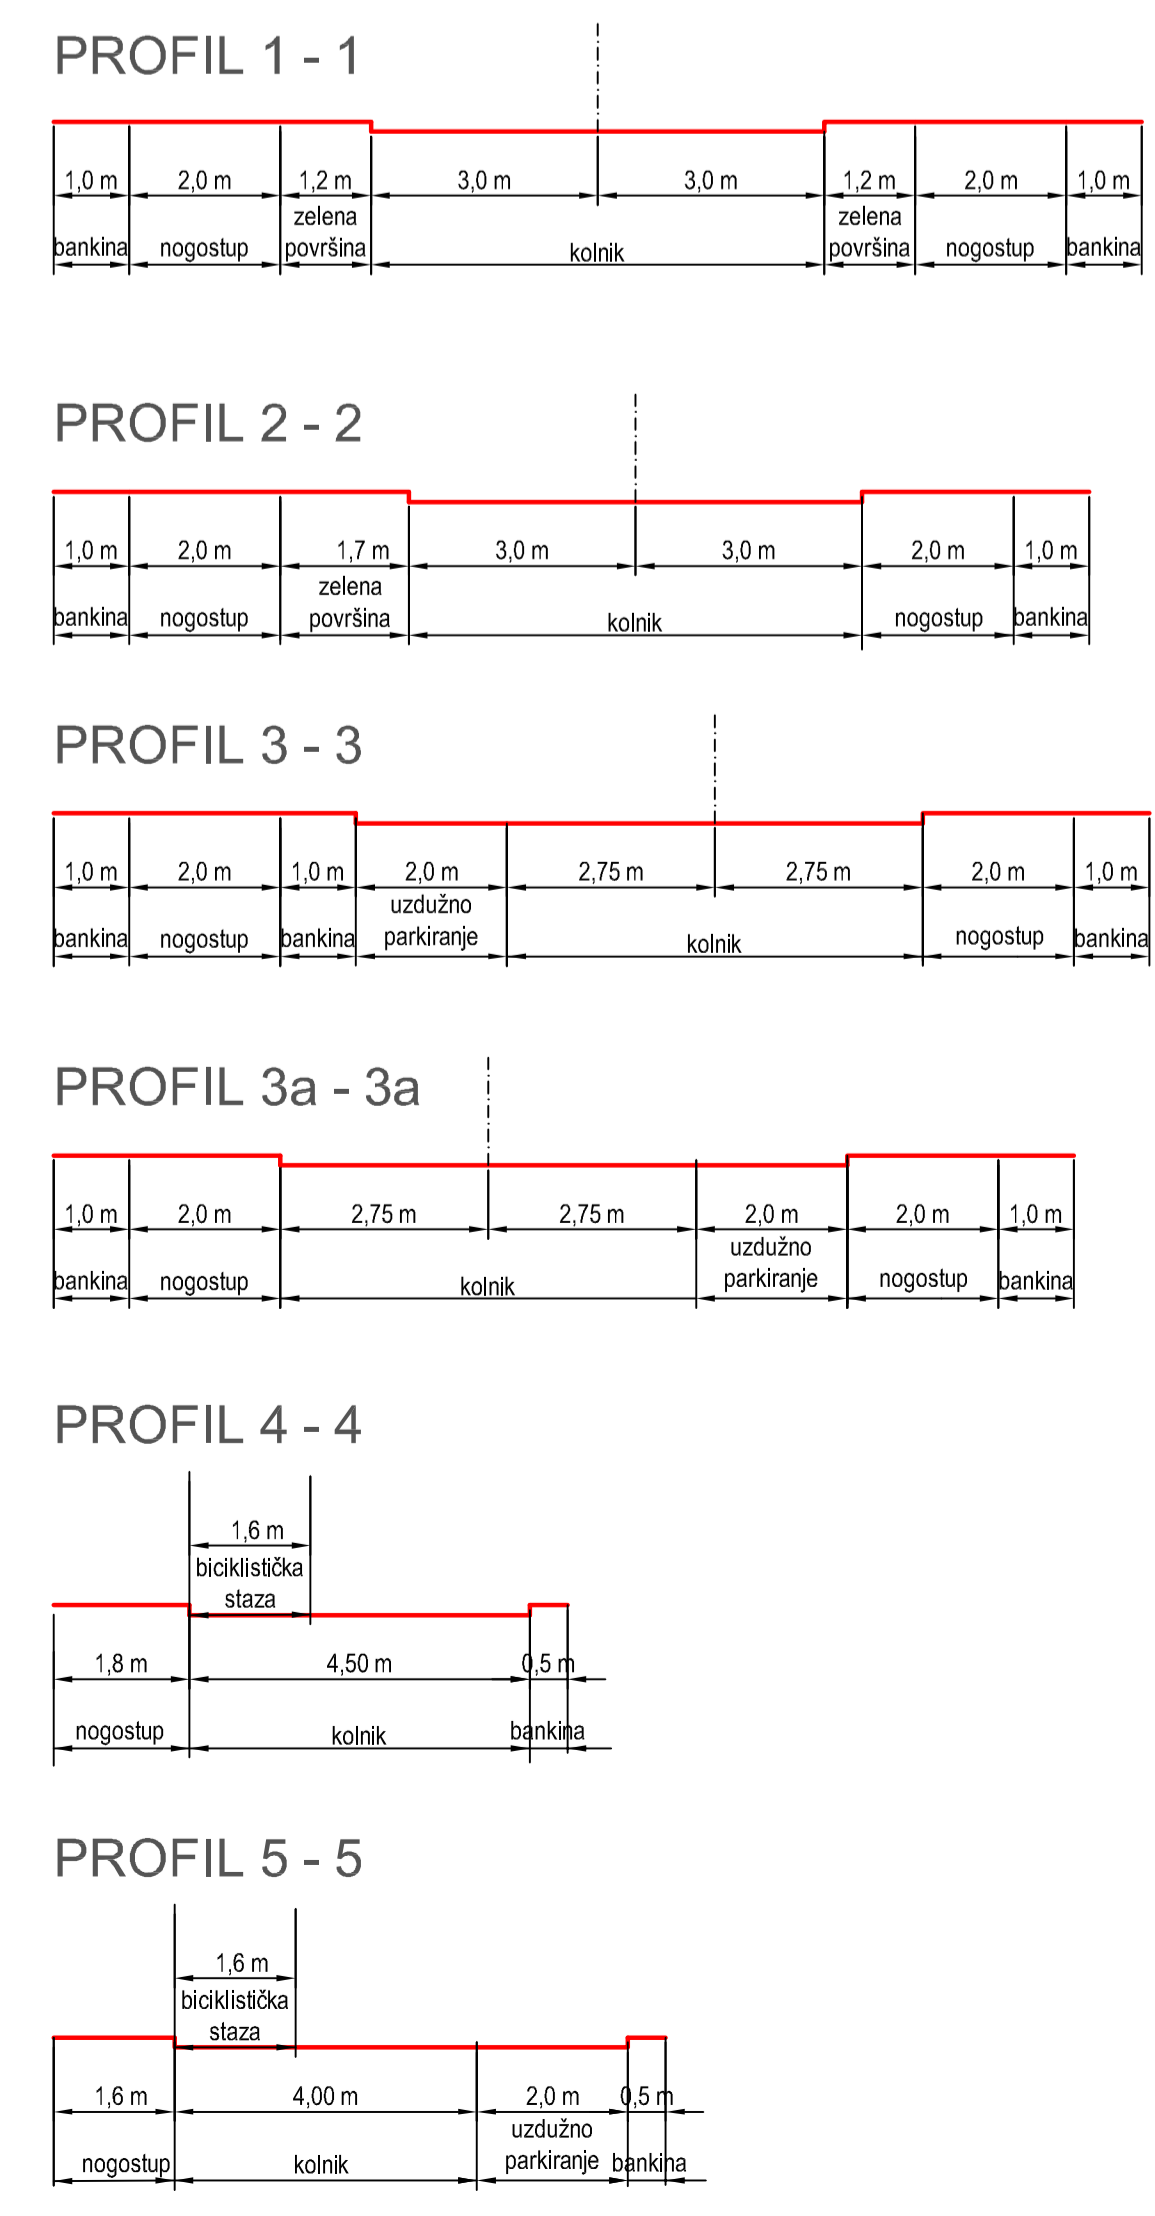 PROFIL 1 - 1
1,0 m 2,0 m 1,2 m 3,0 m 3,0 m 1,2 m 2,0 m 1,0 m
zelena zelena
bankina nogostup površina kolnik površina nogostup bankina
PROFIL 2 - 2
1,0 m 2,0 m 1,7 m 3,0 m 3,0 m 2,0 m 1,0 m
zelena
bankina nogostup površina kolnik nogostup bankina
PROFIL 3 - 3
1,0 m 2,0 m 1,0 m 2,0 m 2,75 m 2,75 m 2,0 m 1,0 m
uzdužno
bankina nogostup bankina parkiranje kolnik nogostup bankina
PROFIL 3a - 3a
1,0 m 2,0 m 2,75 m 2,75 m 2,0 m 2,0 m 1,0 m
uzdužno
bankina nogostup kolnik parkiranje nogostup bankina
PROFIL 4 - 4
1,6 m
biciklistička
staza
1,8 m 4,50 m 0,5 m
nogostup kolnik bankina
PROFIL 5 - 5
1,6 m
biciklistička
staza
1,6 m 4,00 m 2,0 m 0,5 m
uzdužno
nogostup kolnik parkiranje bankina